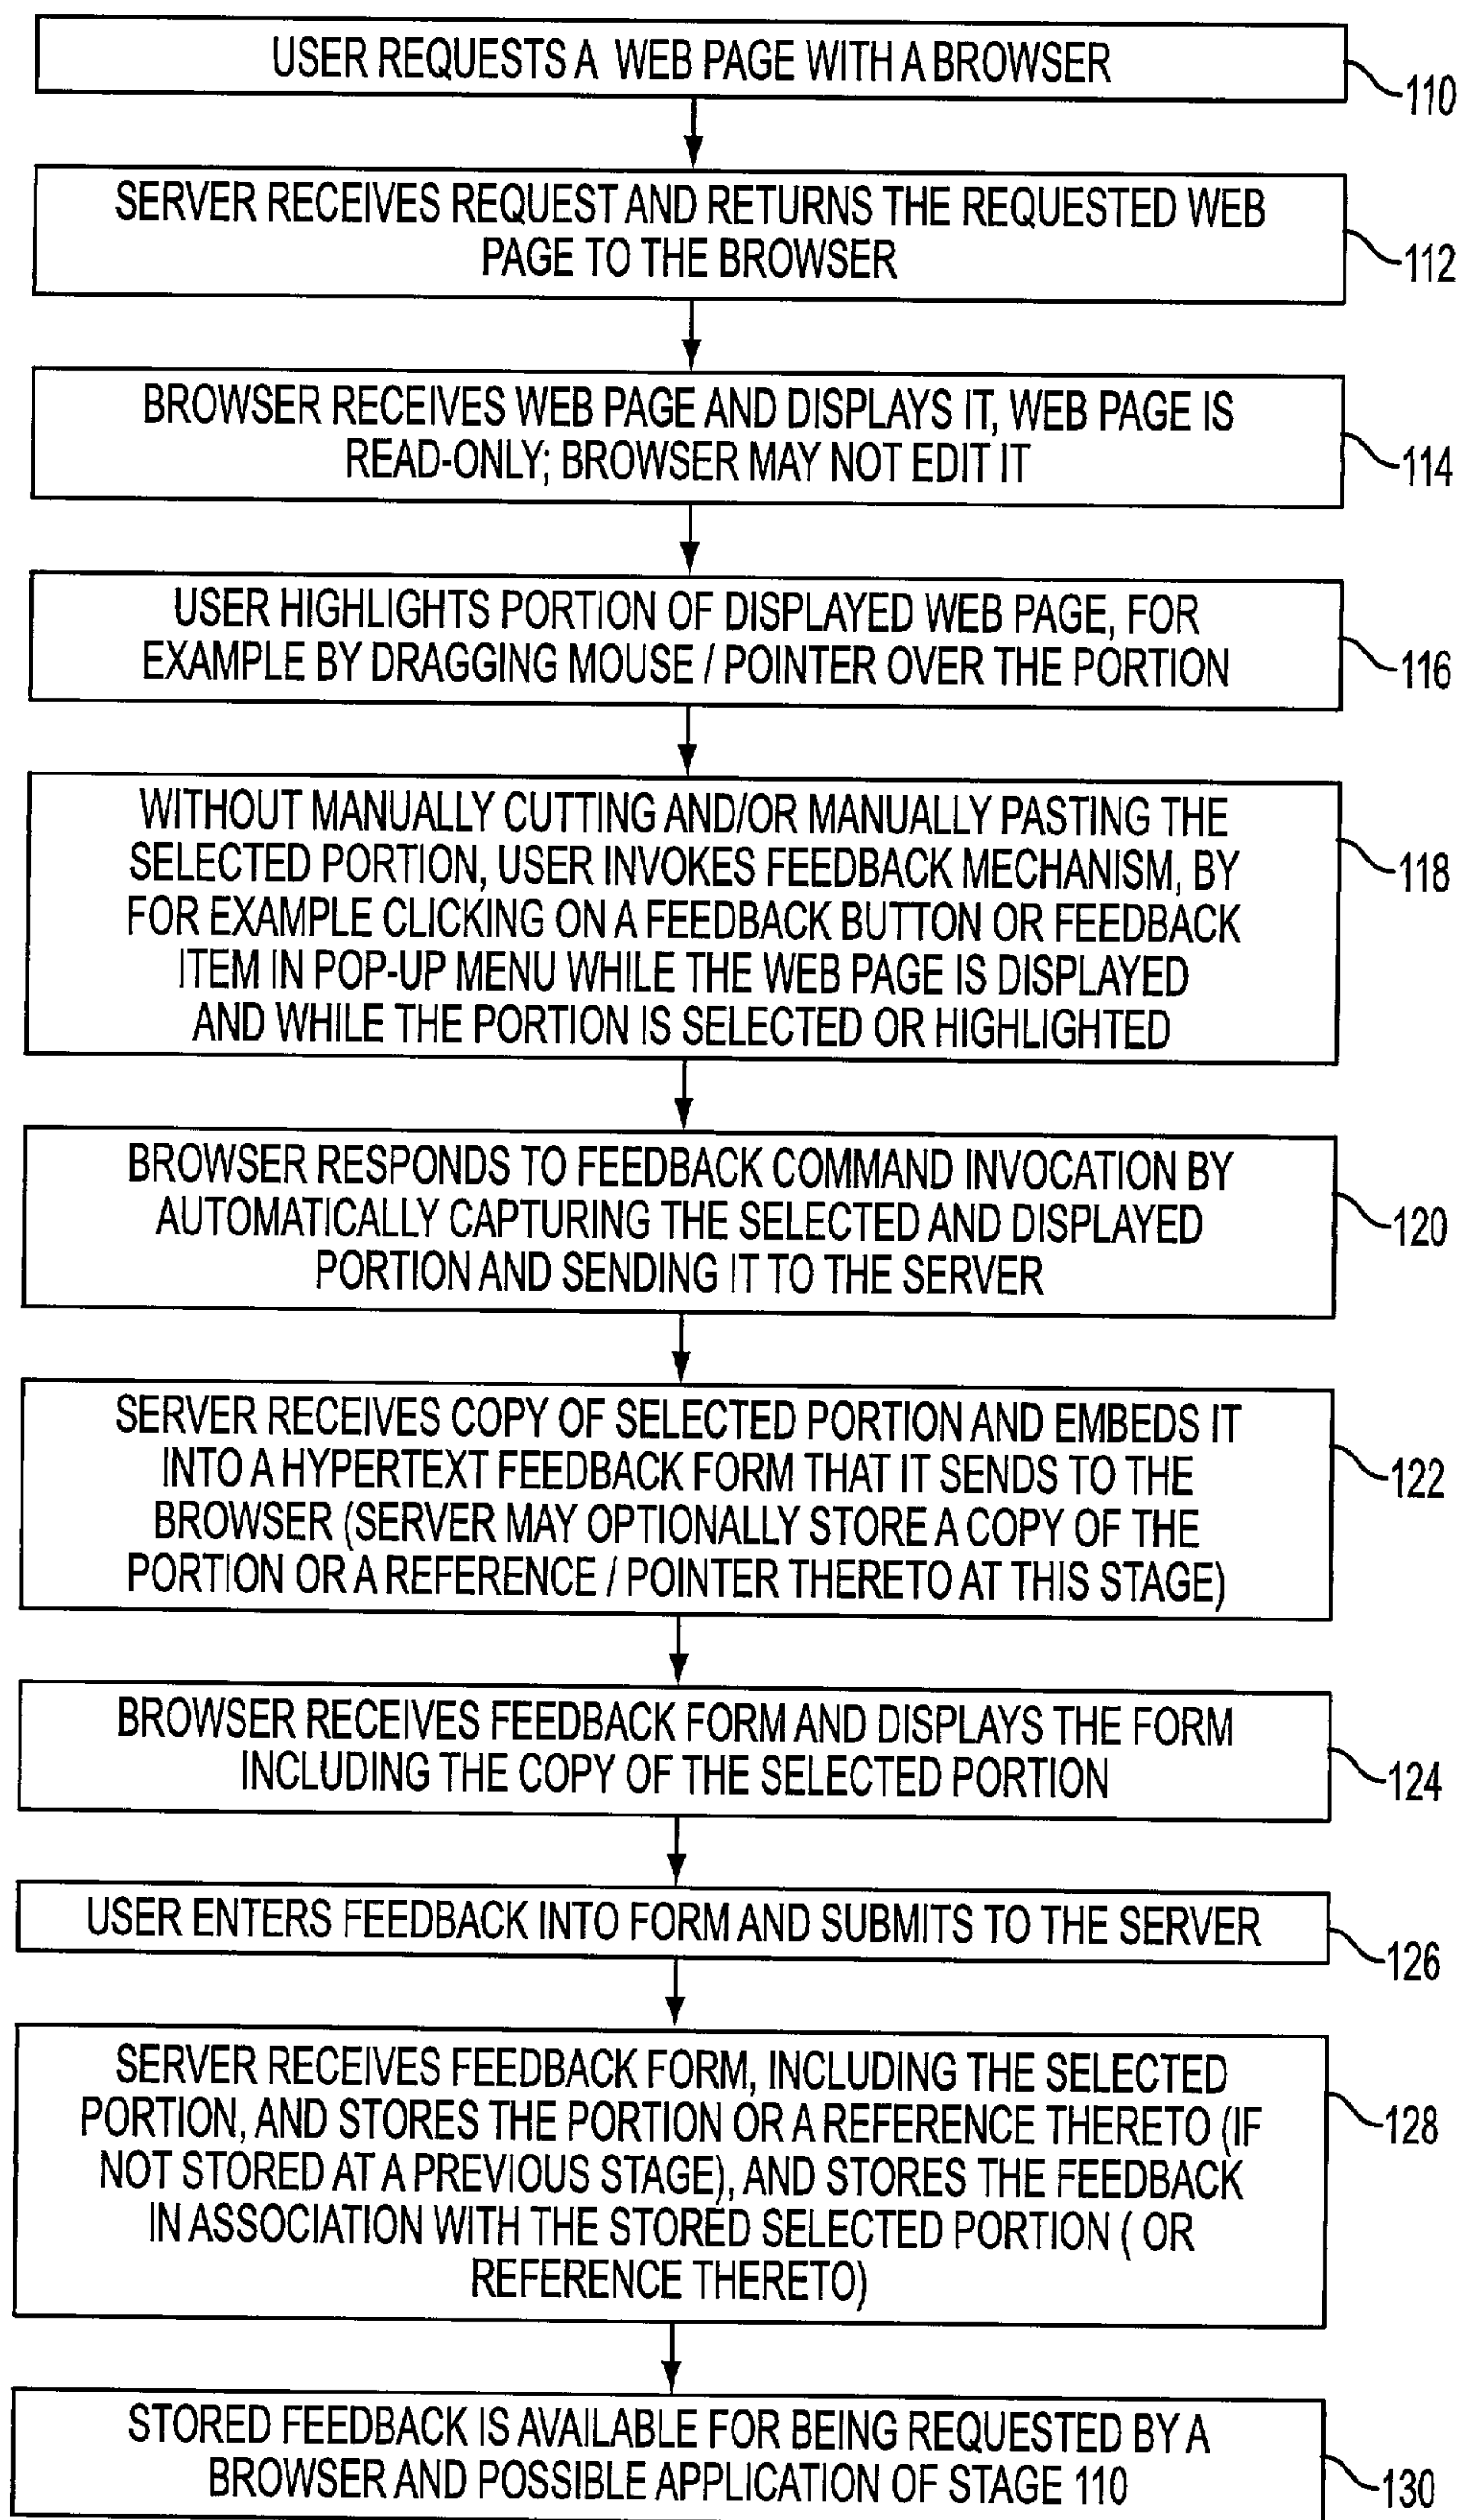 USER REQUESTS A WEB PAGE WITH A BROWSER
110
SERVER RECEIVES REQUEST AND RETURNS THE REQUESTED WEB
PAGE TO THE BROWSER
112
BROWSER RECEIVES WEB PAGE AND DISPLAYS IT, WEB PAGE IS
READ-ONLY; BROWSER MAY NOT EDIT IT
114
USER HIGHLIGHTS PORTION OF DISPLAYED WEB PAGE, FOR
EXAMPLE BY DRAGGING MOUSE / POINTER OVER THE PORTION
116
WITHOUT MANUALLY CUTTING AND/OR MANUALLY PASTING THE
SELECTED PORTION, USER INVOKES FEEDBACK MECHANISM, BY
FOR EXAMPLE CLICKING ON A FEEDBACK BUTTON OR FEEDBACK
ITEM IN POP-UP MENU WHILE THE WEB PAGE IS DISPLAYED
AND WHILE THE PORTION IS SELECTED OR HIGHLIGHTED
118
BROWSER RESPONDS TO FEEDBACK COMMAND INVOCATION BY
AUTOMATICALLY CAPTURING THE SELECTED AND DISPLAYED
PORTION AND SENDING IT TO THE SERVER
120
SERVER RECEIVES COPY OF SELECTED PORTION AND EMBEDS IT
INTO A HYPERTEXT FEEDBACK FORM THAT IT SENDS TO THE
BROWSER (SERVER MAY OPTIONALLY STORE A COPY OF THE
PORTION OR A REFERENCE / POINTER THERETO AT THIS STAGE)
122
BROWSER RECEIVES FEEDBACK FORM AND DISPLAYS THE FORM
INCLUDING THE COPY OF THE SELECTED PORTION
124
USER ENTERS FEEDBACK INTO FORM AND SUBMITS TO THE SERVER
126
SERVER RECEIVES FEEDBACK FORM, INCLUDING THE SELECTED
PORTION, AND STORES THE PORTION OR A REFERENCE THERETO (IF
NOT STORED AT A PREVIOUS STAGE), AND STORES THE FEEDBACK
IN ASSOCIATION WITH THE STORED SELECTED PORTION ( OR
REFERENCE THERETO)
128
STORED FEEDBACK IS AVAILABLE FOR BEING REQUESTED BY A
BROWSER AND POSSIBLE APPLICATION OF STAGE 110
130